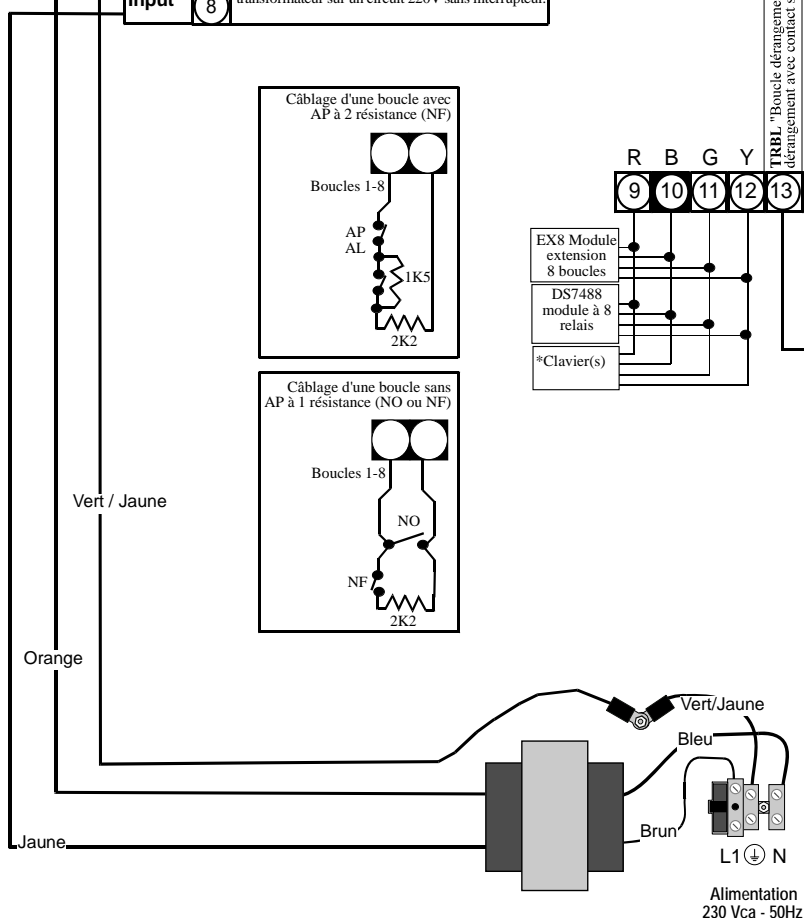 Input
8
transformateur sur un circuit 220V sans interrupteur.
Câblage d'une boucle avec
AP à 2 résistance (NF)
Boucles 1-8
AP
AL
1K5
2K2
TRBL "Boucle dérangeme
dérangement avec contact s
R B G Y
9 10 11 12 13
EX8 Module
extension
8 boucles
DS7488
module à 8
relais
*Clavier(s)
Câblage d'une boucle sans
AP à 1 résistance (NO ou NF)
Boucles 1-8
NO
NF
2K2
Vert / Jaune
Orange
Jaune
Vert/Jaune
Bleu
Brun
L1 N
Alimentation
230 Vca - 50Hz